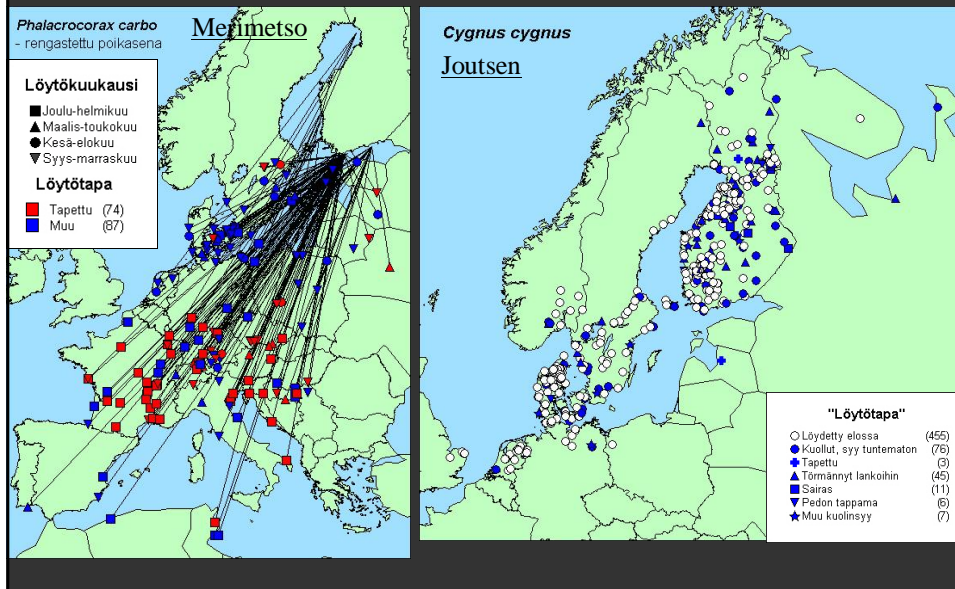 Phalacrocorax carbo
- rengastettu poikasena
Merimetso
Löytökuukausi
Joulu-helmikuu
Maalis-toukokuu
Kesä-elokuu
Syys-marraskuu
Löytötapa
Tapettu (74)
Muu (87)
Cygnus cygnus
Joutsen
"Löytötapa"
Löydetty elossa (455)
Kuollut, syy tuntematon (76)
Tapettu (3)
Törmännyt lankoihin (45)
Sairas (11)
Pedon tappama (6)
Muu kuolinsyy (7)